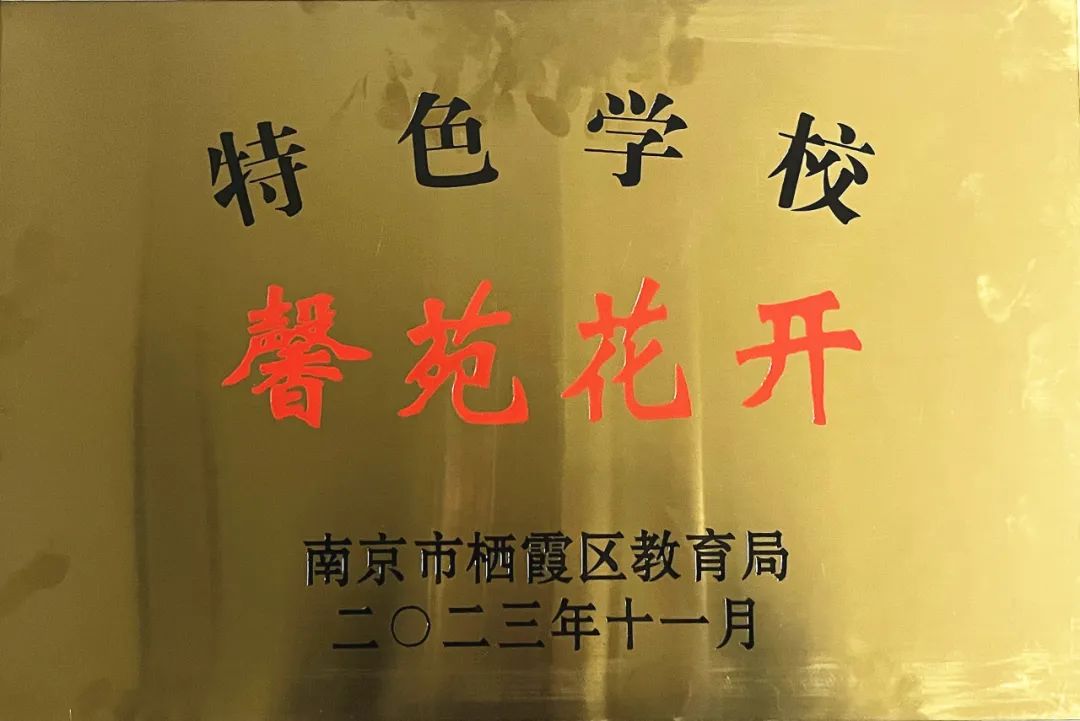 特色学校
馨苑花开
南京市栖霞区教育局
二〇二三年十一月